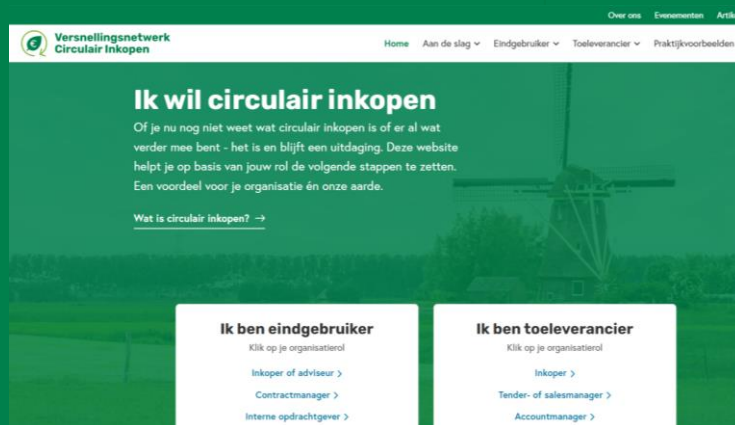 Over ons Evenementen
Versnellingsnetwerk
Circulair Inkopen
Home Aan de slag Eindgebruiker Toeleverancier Praktijkvoorbeelden
Ik wil circulair inkopen
Of je nu nog niet weet wat circulair inkopen is of er al wat
verder mee bent - het is en blijft een uitdaging. Deze website
helpt je op basis van jouw rol de volgende stappen te zetten.
Een voordeel voor je organisatie én onze aarde.
Wat is circulair inkopen? →
Ik ben eindgebruiker
Klik op je organisatierol
Inkoper of adviseur >
Contractmanager >
Interne opdrachtgever >
Ik ben toeleverancier
Klik op je organisatierol
Inkoper >
Tender- of salesmanager >
Accountmanager >